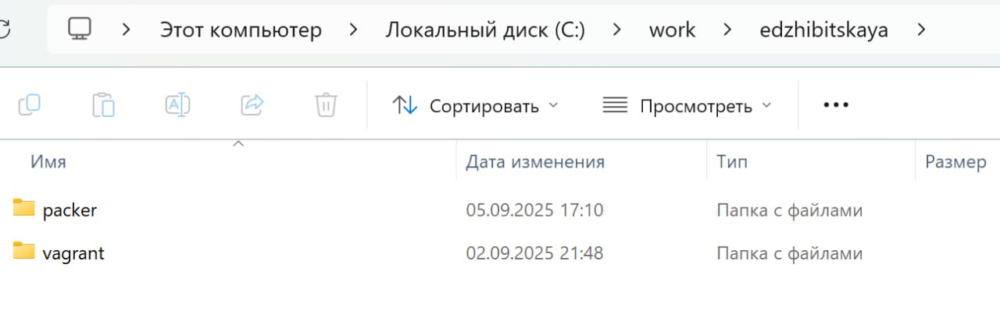 Этот компьютер > Локальный диск (C:) > work > edzhibitskaya >
Сортировать Просмотреть •••
Имя Дата изменения Тип Размер
packer 05.09.2025 17:10 Папка с файлами
vagrant 02.09.2025 21:48 Папка с файлами